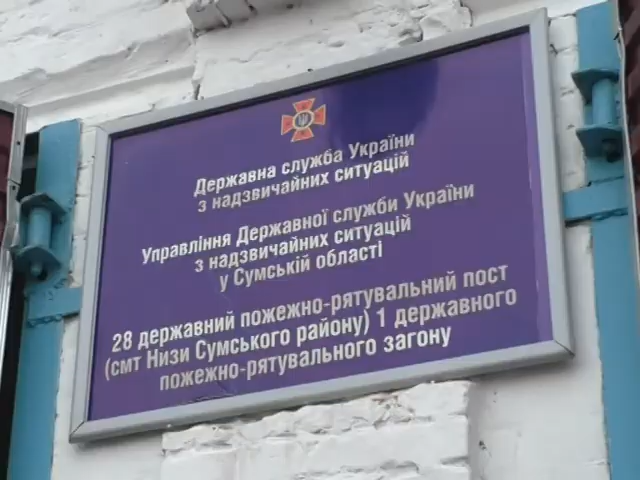 Державна служба України
з надзвичайних ситуацій
Управління Державної служби України
з надзвичайних ситуацій
у Сумській області
28 державний пожежно-рятувальний пост
(смт Низи Сумського району) 1 державного
пожежно-рятувального загону